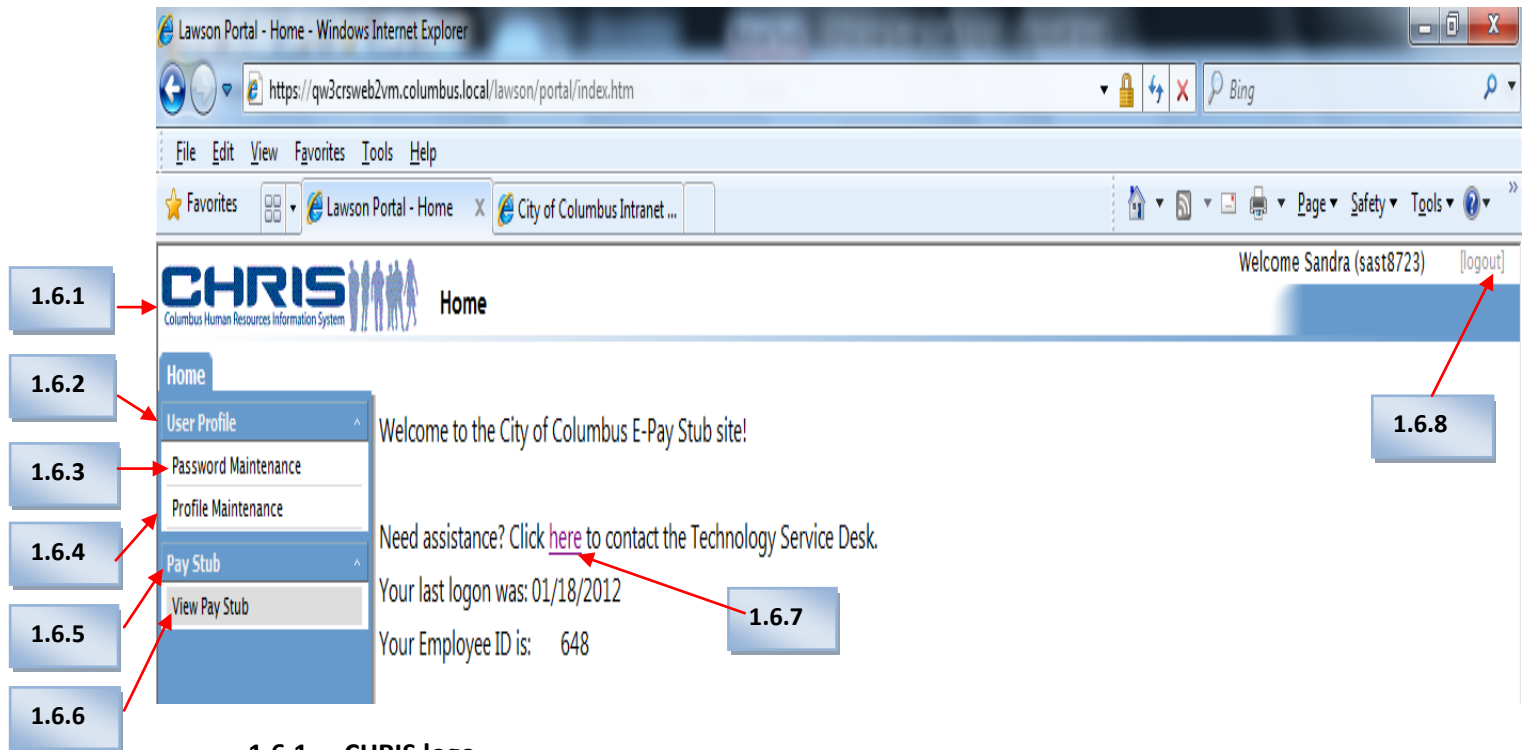 Lawson Portal - Home - Windows Internet Explorer
https://qw3crsweb2vm.columbus.local/lawson/portal/index.htm
Bing
File Edit View Favorites Tools Help
Favorites
Lawson Portal - Home X
City of Columbus Intranet ...
Page Safety Tools
Welcome Sandra (sast8723) [logout]
1.6.1
CHRIS
Columbus Human Resources Information System
Home
1.6.2
Home
User Profile
1.6.3
Password Maintenance
Profile Maintenance
1.6.4
Pay Stub
View Pay Stub
1.6.5
1.6.6
Welcome to the City of Columbus E-Pay Stub site!
Need assistance? Click here to contact the Technology Service Desk.
Your last logon was: 01/18/2012
Your Employee ID is: 648
1.6.7
1.6.8
1.6.1 CHRIS logo